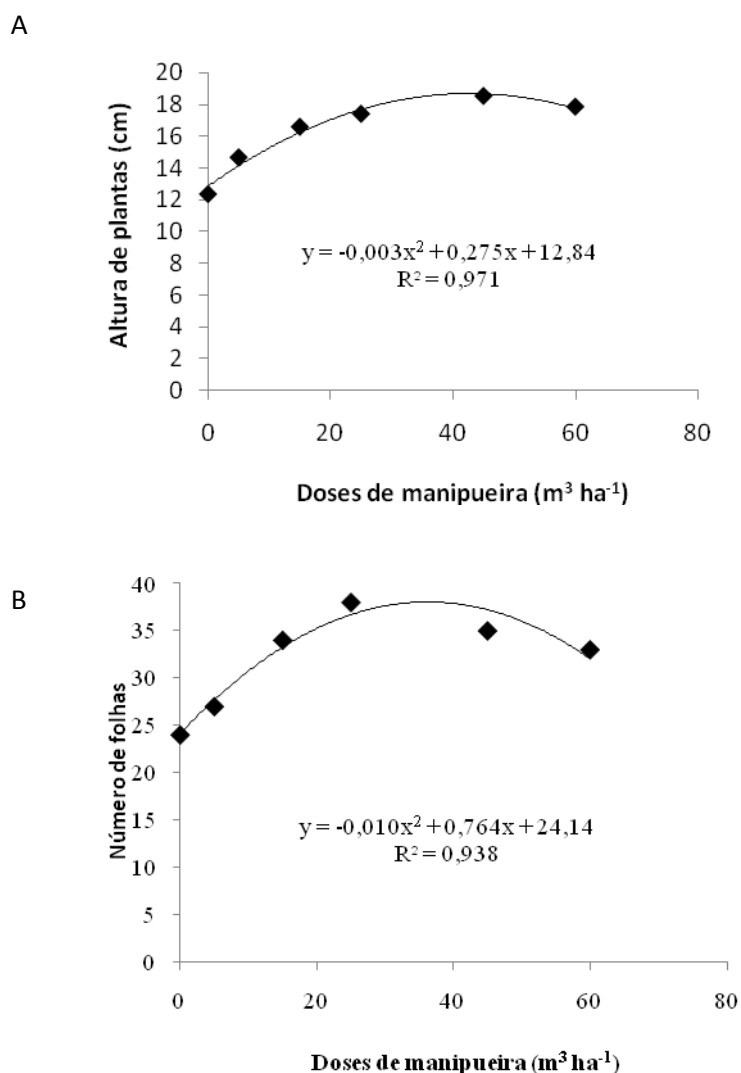 A
Altura de plantas (cm)
20
18
16
14
12
10
8
6
4
2
0
y = -0,003x² + 0,275x + 12,84
R² = 0,971
0 20 40 60 80
Doses de manipueira (m³ ha⁻¹)
B
Número de folhas
40
35
30
25
20
15
10
5
0
y = -0,010x² + 0,764x + 24,14
R² = 0,938
0 20 40 60 80
Doses de manipueira (m³ ha⁻¹)